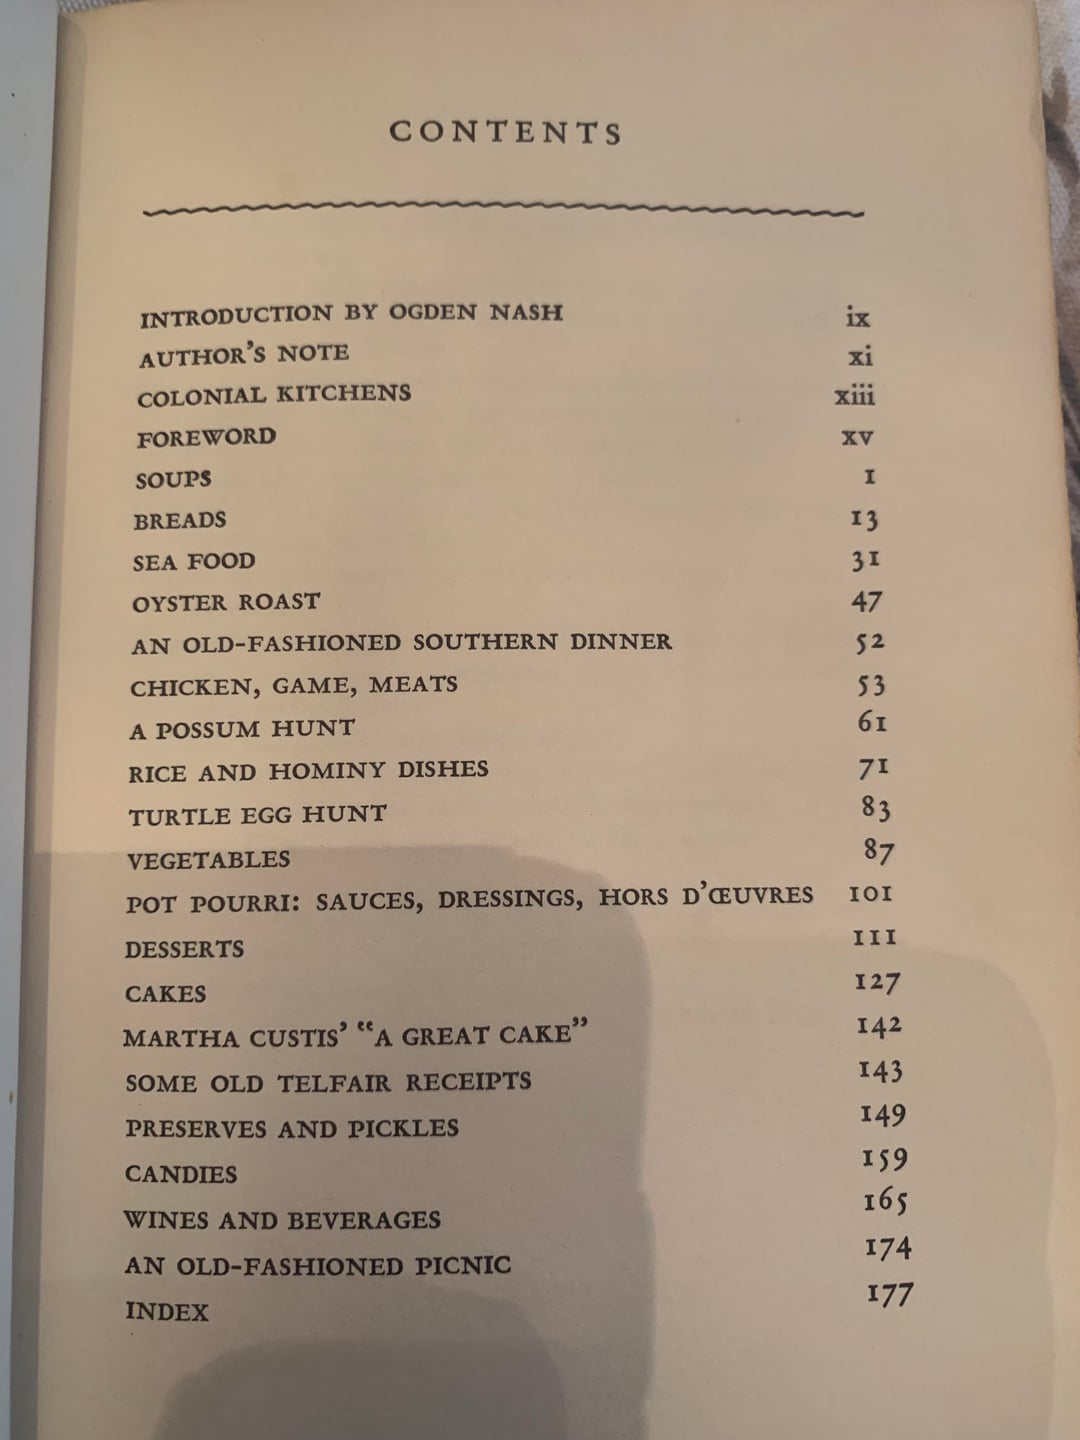 CONTENTS
INTRODUCTION BY OGDEN NASH ix
AUTHOR'S NOTE xi
COLONIAL KITCHENS xiii
FOREWORD xv
SOUPS 1
BREADS 13
SEA FOOD 31
OYSTER ROAST 47
AN OLD-FASHIONED SOUTHERN DINNER 52
CHICKEN, GAME, MEATS 53
A POSSUM HUNT 61
RICE AND HOMINY DISHES 71
TURTLE EGG HUNT 83
VEGETABLES 87
POT POURRI: SAUCES, DRESSINGS, HORS D'ŒUVRES 101
DESSERTS 111
CAKES 127
MARTHA CUSTIS' “A GREAT CAKE” 142
SOME OLD TELFAIR RECEIPTS 143
PRESERVES AND PICKLES 149
CANDIES 159
WINES AND BEVERAGES 165
AN OLD-FASHIONED PICNIC 174
INDEX 177